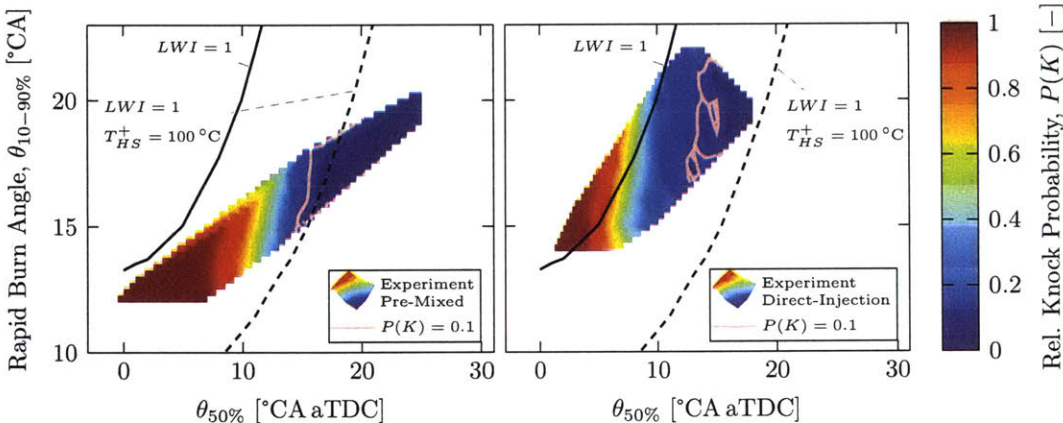 Rapid Burn Angle, θ10−90% [°CA]
20
15
10
LWI = 1
LWI = 1
T+HS = 100 °C
Experiment
Pre-Mixed
P(K) = 0.1
0
10
20
30
θ50% [°CA aTDC]
LWI = 1
LWI = 1
T+HS = 100 °C
Experiment
Direct-Injection
P(K) = 0.1
0
10
20
30
θ50% [°CA aTDC]
1
0.8
0.6
0.4
0.2
0
Rel. Knock Probability, P(K) [−]